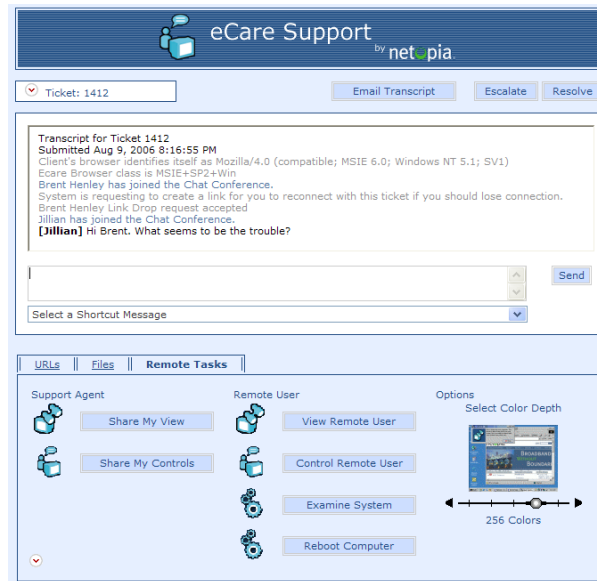 eCare Support
by netopia.
Ticket: 1412
Email Transcript
Escalate
Resolve
Transcript for Ticket 1412
Submitted Aug 9, 2006 8:16:55 PM
Client's browser identifies itself as Mozilla/4.0 (compatible; MSIE 6.0; Windows NT 5.1; SV1)
Ecare Browser class is MSIE+SP2+Win
Brent Henley has joined the Chat Conference.
System is requesting to create a link for you to reconnect with this ticket if you should lose connection.
Brent Henley Link Drop request accepted
Jillian has joined the Chat Conference.
[Jillian] Hi Brent. What seems to be the trouble?
Send
Select a Shortcut Message
URLs || Files || Remote Tasks ||
Support Agent
Remote User
Options
Select Color Depth
Share My View
View Remote User
Share My Controls
Control Remote User
BROADBAND
BOUNDAR
Examine System
256 Colors
Reboot Computer